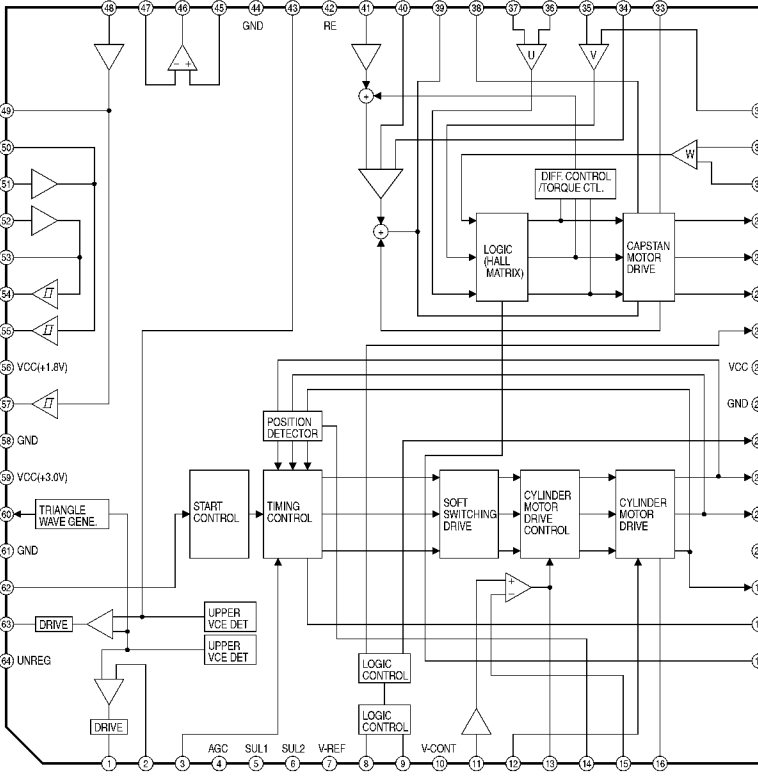 48 47 46 45 44 43 42 41 40 39 38 37 36 35 34 33
GND RE
− + U V
49
+
50
W
51
DIFF. CONTROL
/TORQUE CTL.
52
LOGIC
(HALL
MATRIX)
CAPSTAN
MOTOR
DRIVE
53
+
54
55
56 VCC(+1.8V)
VCC
57
GND
POSITION
DETECTOR
58 GND
59 VCC(+3.0V)
60 TRIANGLE
WAVE GENE.
START
CONTROL
TIMING
CONTROL
SOFT
SWITCHING
DRIVE
CYLINDER
MOTOR
DRIVE
CONTROL
CYLINDER
MOTOR
DRIVE
61 GND
62
+
−
63 DRIVE
UPPER
VCE DET
UPPER
VCE DET
64 UNREG
LOGIC
CONTROL
DRIVE
LOGIC
CONTROL
AGC SUL1 SUL2 V-REF V-CONT
1 2 3 4 5 6 7 8 9 10 11 12 13 14 15 16